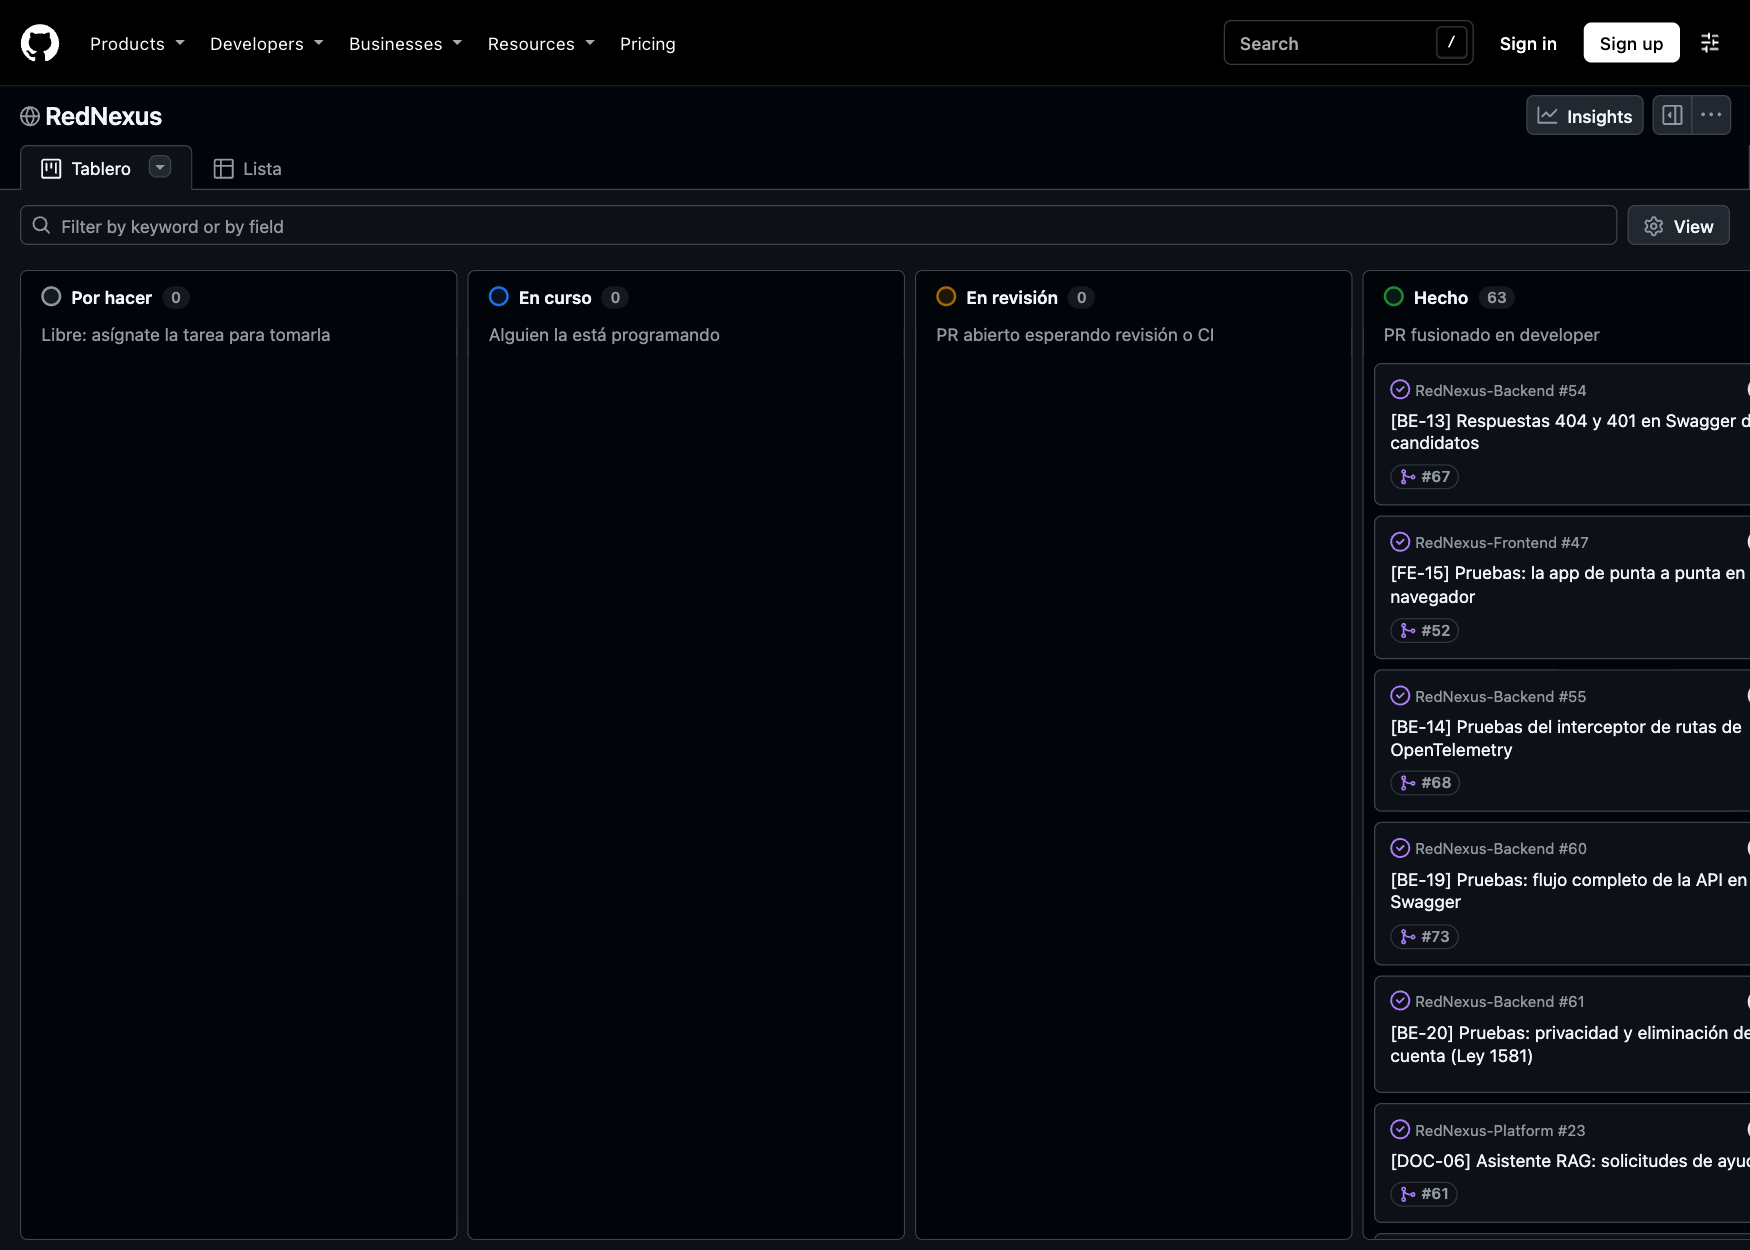 Products Developers Businesses Resources Pricing Search / Sign in Sign up
RedNexus Insights
Tablero Lista
Filter by keyword or by field View
Por hacer 0
Libre: asígnate la tarea para tomarla
En curso 0
Alguien la está programando
En revisión 0
PR abierto esperando revisión o CI
Hecho 63
PR fusionado en developer
RedNexus-Backend #54
[BE-13] Respuestas 404 y 401 en Swagger
candidatos
#67
RedNexus-Frontend #47
[FE-15] Pruebas: la app de punta a punta en
navegador
#52
RedNexus-Backend #55
[BE-14] Pruebas del interceptor de rutas de
OpenTelemetry
#68
RedNexus-Backend #60
[BE-19] Pruebas: flujo completo de la API en
Swagger
#73
RedNexus-Backend #61
[BE-20] Pruebas: privacidad y eliminación de
cuenta (Ley 1581)
RedNexus-Platform #23
[DOC-06] Asistente RAG: solicitudes de
#61